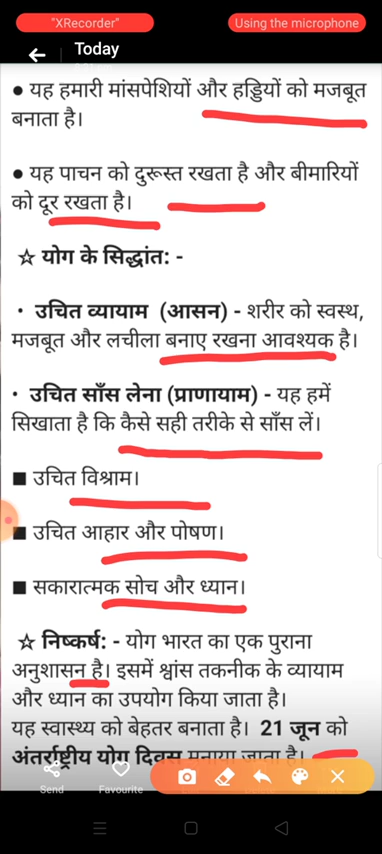 "XRecorder"
Using the microphone
Today
● यह हमारी मांसपेशियों और हड्डियों को मजबूत
बनाता है।
● यह पाचन को दुरूस्त रखता है और बीमारियों
को दूर रखता है।
☆ योग के सिद्धांत: -
· उचित व्यायाम (आसन) - शरीर को स्वस्थ,
मजबूत और लचीला बनाए रखना आवश्यक है।
· उचित साँस लेना (प्राणायाम) - यह हमें
सिखाता है कि कैसे सही तरीके से साँस लें।
■ उचित विश्राम।
■ उचित आहार और पोषण।
■ सकारात्मक सोच और ध्यान।
☆ निष्कर्ष: - योग भारत का एक पुराना
अनुशासन है। इसमें श्वांस तकनीक के व्यायाम
और ध्यान का उपयोग किया जाता है।
यह स्वास्थ्य को बेहतर बनाता है। 21 जून को
अंतर्राष्ट्रीय योग दिवस मनाया जाता है।
Send Favourite